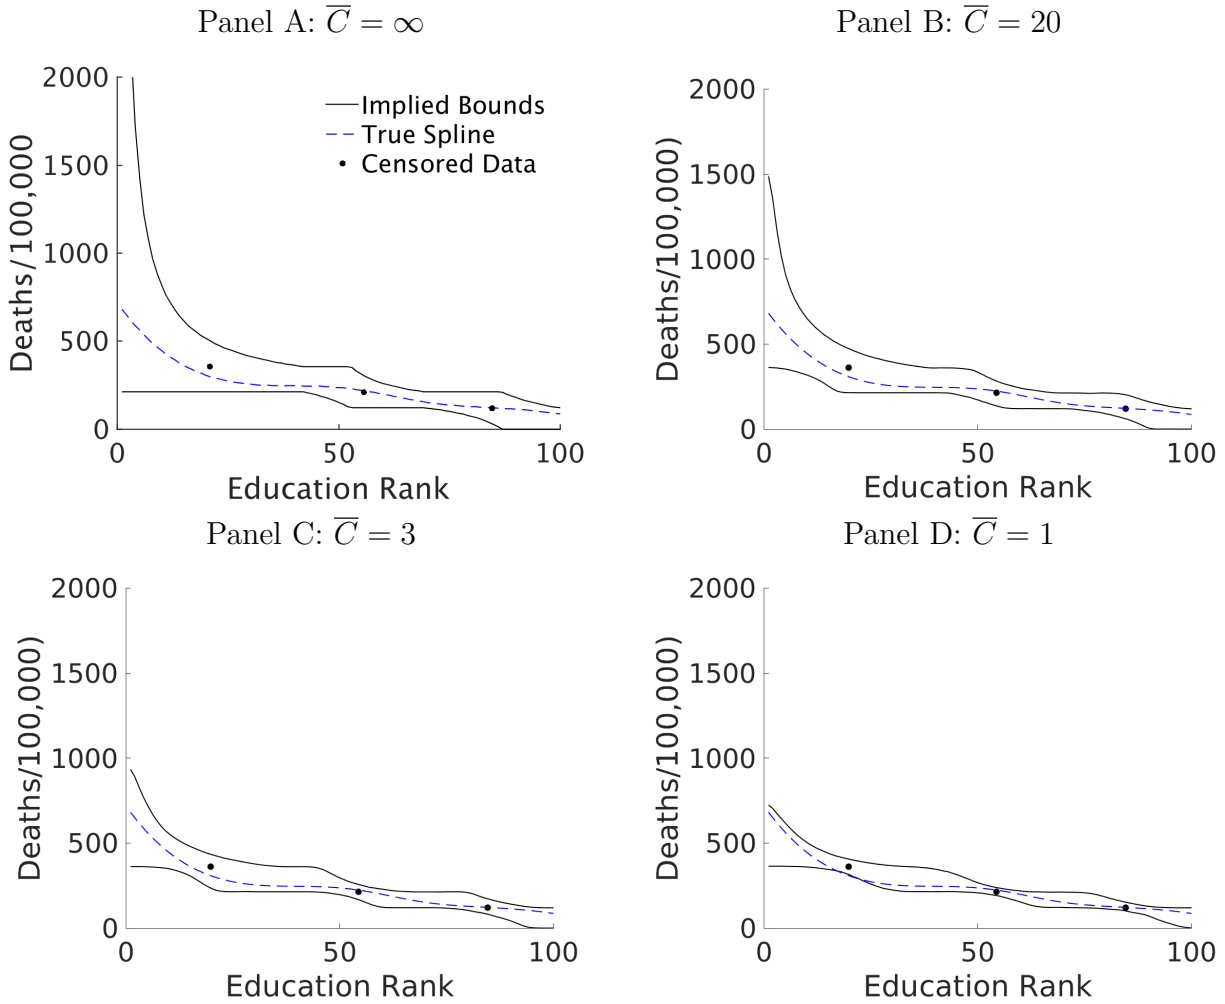 Panel A: C̅ = ∞
2000
1500
1000
500
0
0 50 100
Deaths/100,000
Education Rank
Implied Bounds
True Spline
Censored Data
Panel B: C̅ = 20
2000
1500
1000
500
0
0 50 100
Deaths/100,000)
Education Rank
Panel C: C̅ = 3
2000
1500
1000
500
0
0 50 100
Deaths/100,000)
Education Rank
Panel D: C̅ = 1
2000
1500
1000
500
0
0 50 100
Deaths/100,000)
Education Rank